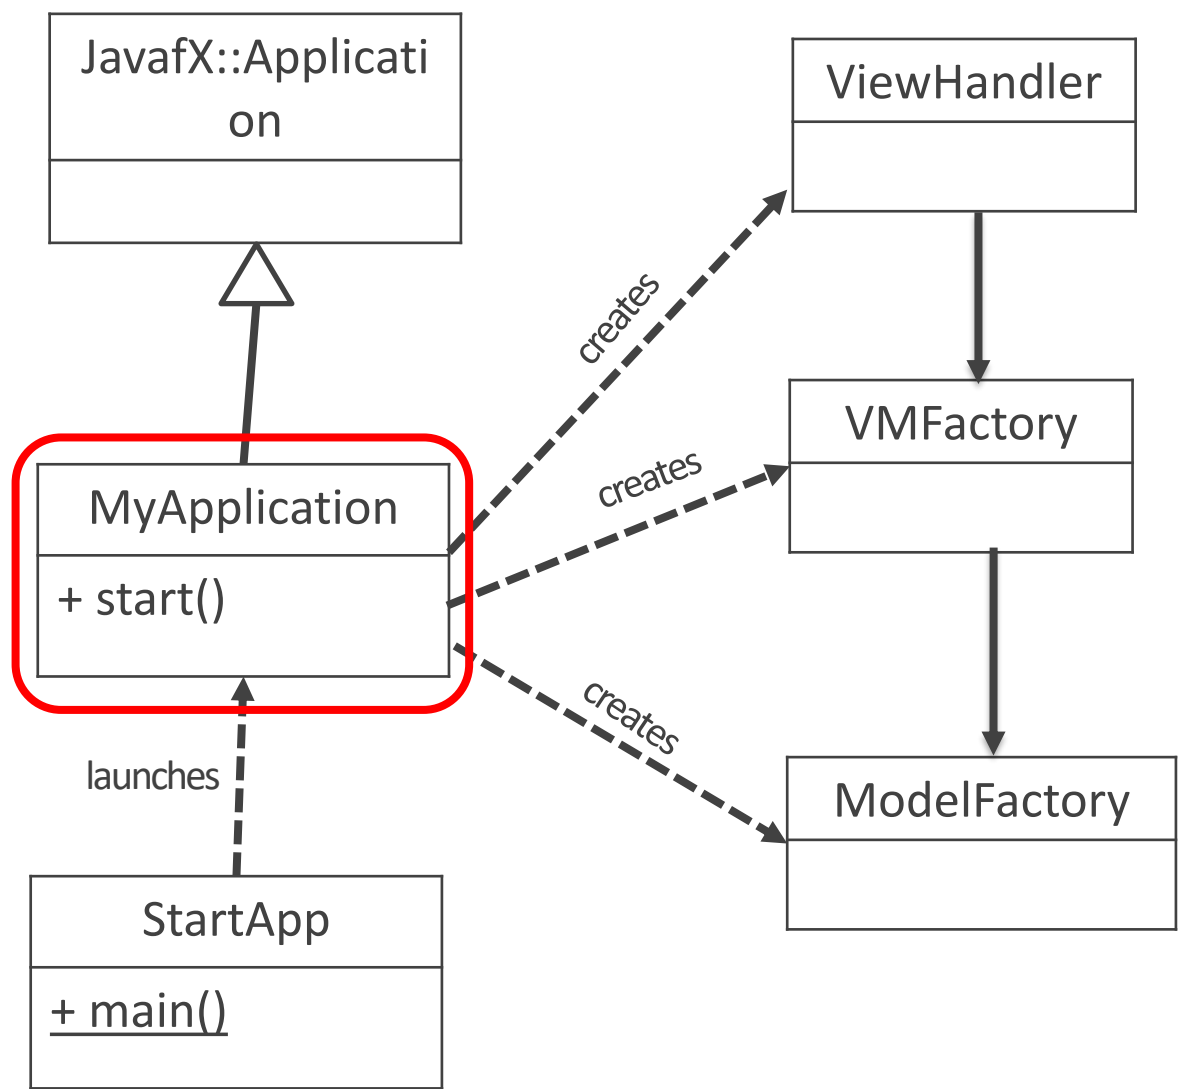 JavafX::Applicati
on
ViewHandler
creates
VMFactory
creates
MyApplication
+ start()
creates
launches
ModelFactory
StartApp
+ main()